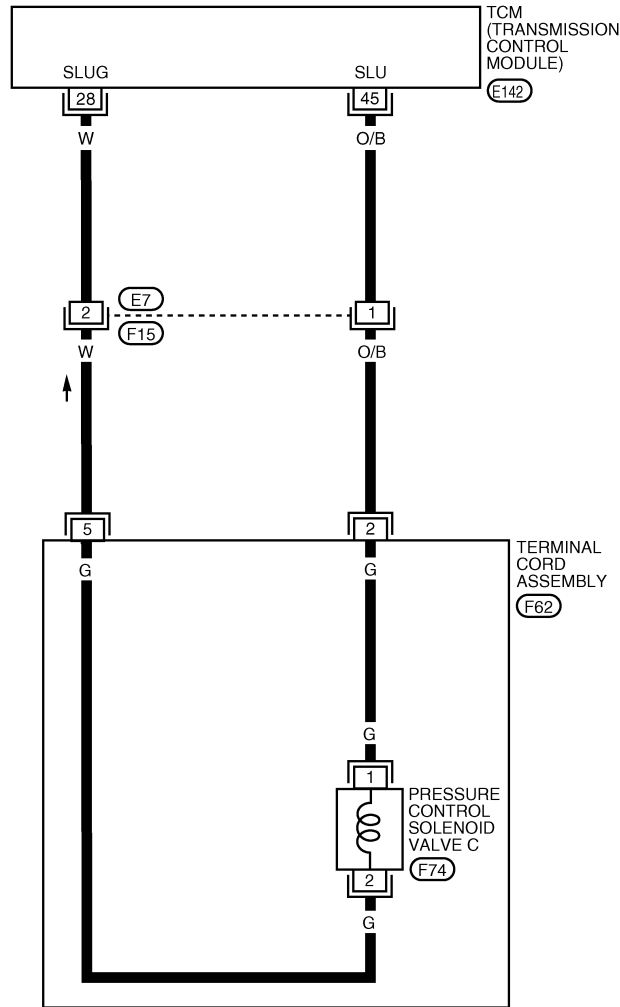 TCM
(TRANSMISSION
CONTROL
MODULE)
E142
SLUG SLU
28 45
W O/B
2 E7 1
F15
W O/B
5 2
TERMINAL
CORD
ASSEMBLY
F62
G G
G
1
PRESSURE
CONTROL
SOLENOID
VALVE C
F74
2
G